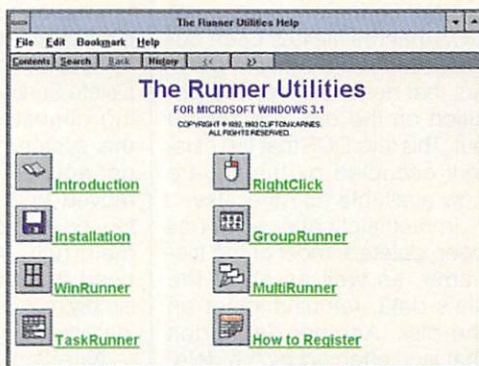 The Runner Utilities Help
File Edit Bookmark Help
Contents Search Back History << >>
The Runner Utilities
FOR MICROSOFT WINDOWS 3.1
COPYRIGHT © 1992, 1993 CLIFTON KARNES.
ALL RIGHTS RESERVED.
Introduction
Installation
WinRunner
TaskRunner
RightClick
GroupRunner
MultiRunner
How to Register